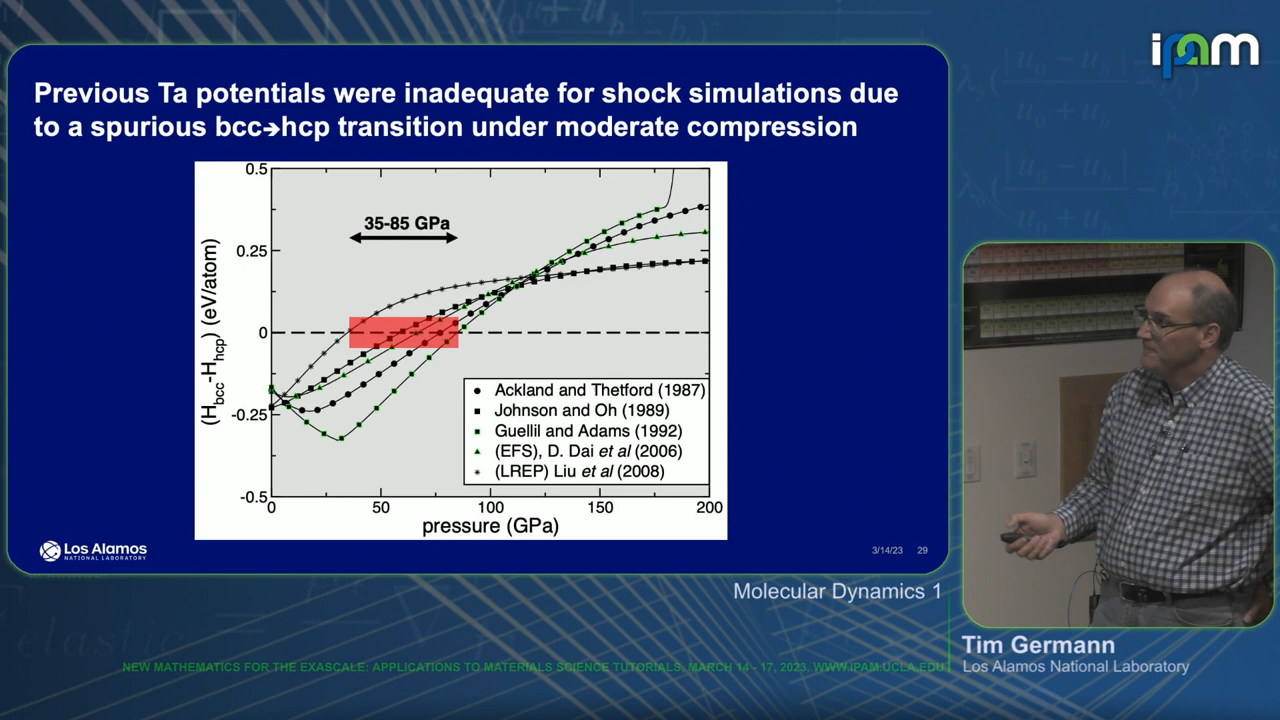 ipam
Previous Ta potentials were inadequate for shock simulations due
to a spurious bcc➔hcp transition under moderate compression
0.5
0.25
0
-0.25
-0.5
(Hbcc-Hhcp) (eV/atom)
35-85 GPa
Ackland and Thetford (1987)
Johnson and Oh (1989)
Guellil and Adams (1992)
(EFS), D. Dai et al (2006)
(LREP) Liu et al (2008)
0 50 100 150 200
pressure (GPa)
Los Alamos
NATIONAL LABORATORY
3/14/23 29
Molecular Dynamics 1
Tim Germann
Los Alamos National Laboratory
NEW MATHEMATICS FOR THE EXASCALE: APPLICATIONS TO MATERIALS SCIENCE TUTORIALS, MARCH 14 - 17, 2023, WWW.IPAM.UCLA.EDU
elastic